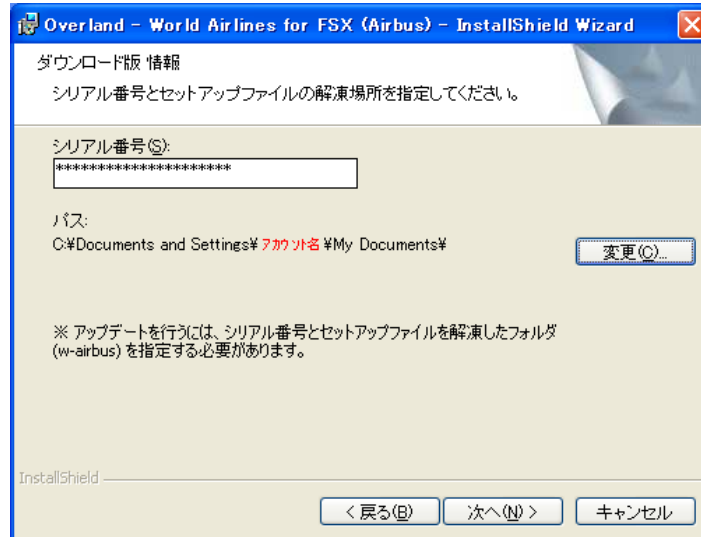 Overland - World Airlines for FSX (Airbus) - InstallShield Wizard
ダウンロード版 情報
シリアル番号とセットアップファイルの解凍場所を指定してください。
シリアル番号(S):
*********************
パス:
C:¥Documents and Settings¥ アカウント名 ¥My Documents¥
変更(C)...
※ アップデートを行うには、シリアル番号とセットアップファイルを解凍したフォルダ
(w-airbus) を指定する必要があります。
InstallShield
< 戻る(B)
次へ(N) >
キャンセル